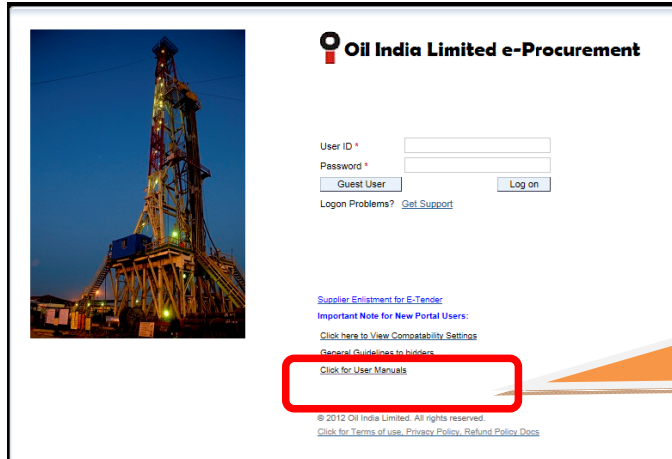 Oil India Limited e-Procurement
User ID *
Password *
Guest User Log on
Logon Problems? Get Support
Supplier Enlistment for E-Tender
Important Note for New Portal Users:
Click here to View Compatability Settings
General Guidelines to bidders
Click for User Manuals
© 2012 Oil India Limited. All rights reserved.
Click for Terms of use, Privacy Policy, Refund Policy Docs